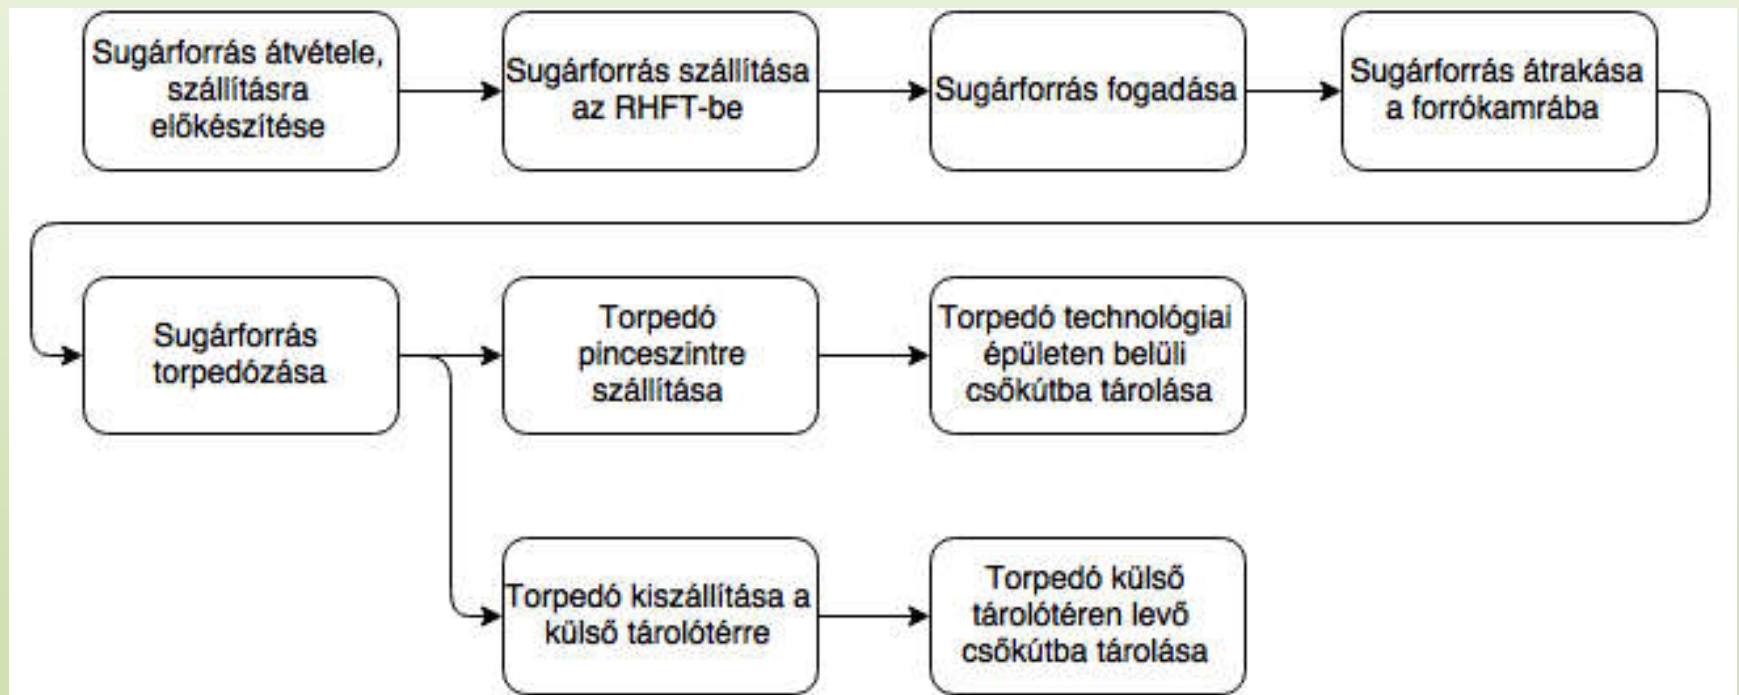 Sugárforrás átvétele,
szállításra
előkészítése
Sugárforrás szállítása
az RHFT-be
Sugárforrás fogadása
Sugárforrás átrakása
a forrókamrába
Sugárforrás
torpedózása
Torpedó
pinceszintre
szállítása
Torpedó technológiai
épületen belüli
csőkútba tárolása
Torpedó kiszállítása a
külső tárolótérre
Torpedó külső
tárolótéren levő
csőkútba tárolása